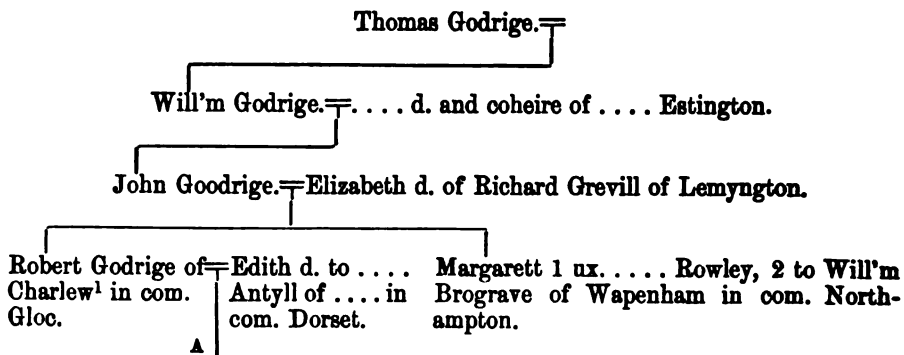 Thomas Godrige.
Will'm Godrige. . . . . d. and coheire of . . . . Estington.
John Goodrige. Elizabeth d. of Richard Grevill of Lemyngton.
Robert Godrige of
Charlew¹ in com.
Gloc.
Edith d. to . . . .
Antyll of . . . . in
com. Dorset.
Margarett 1 ux. . . . . Rowley, 2 to Will'm
Brograve of Wapenham in com. North-
ampton.
A